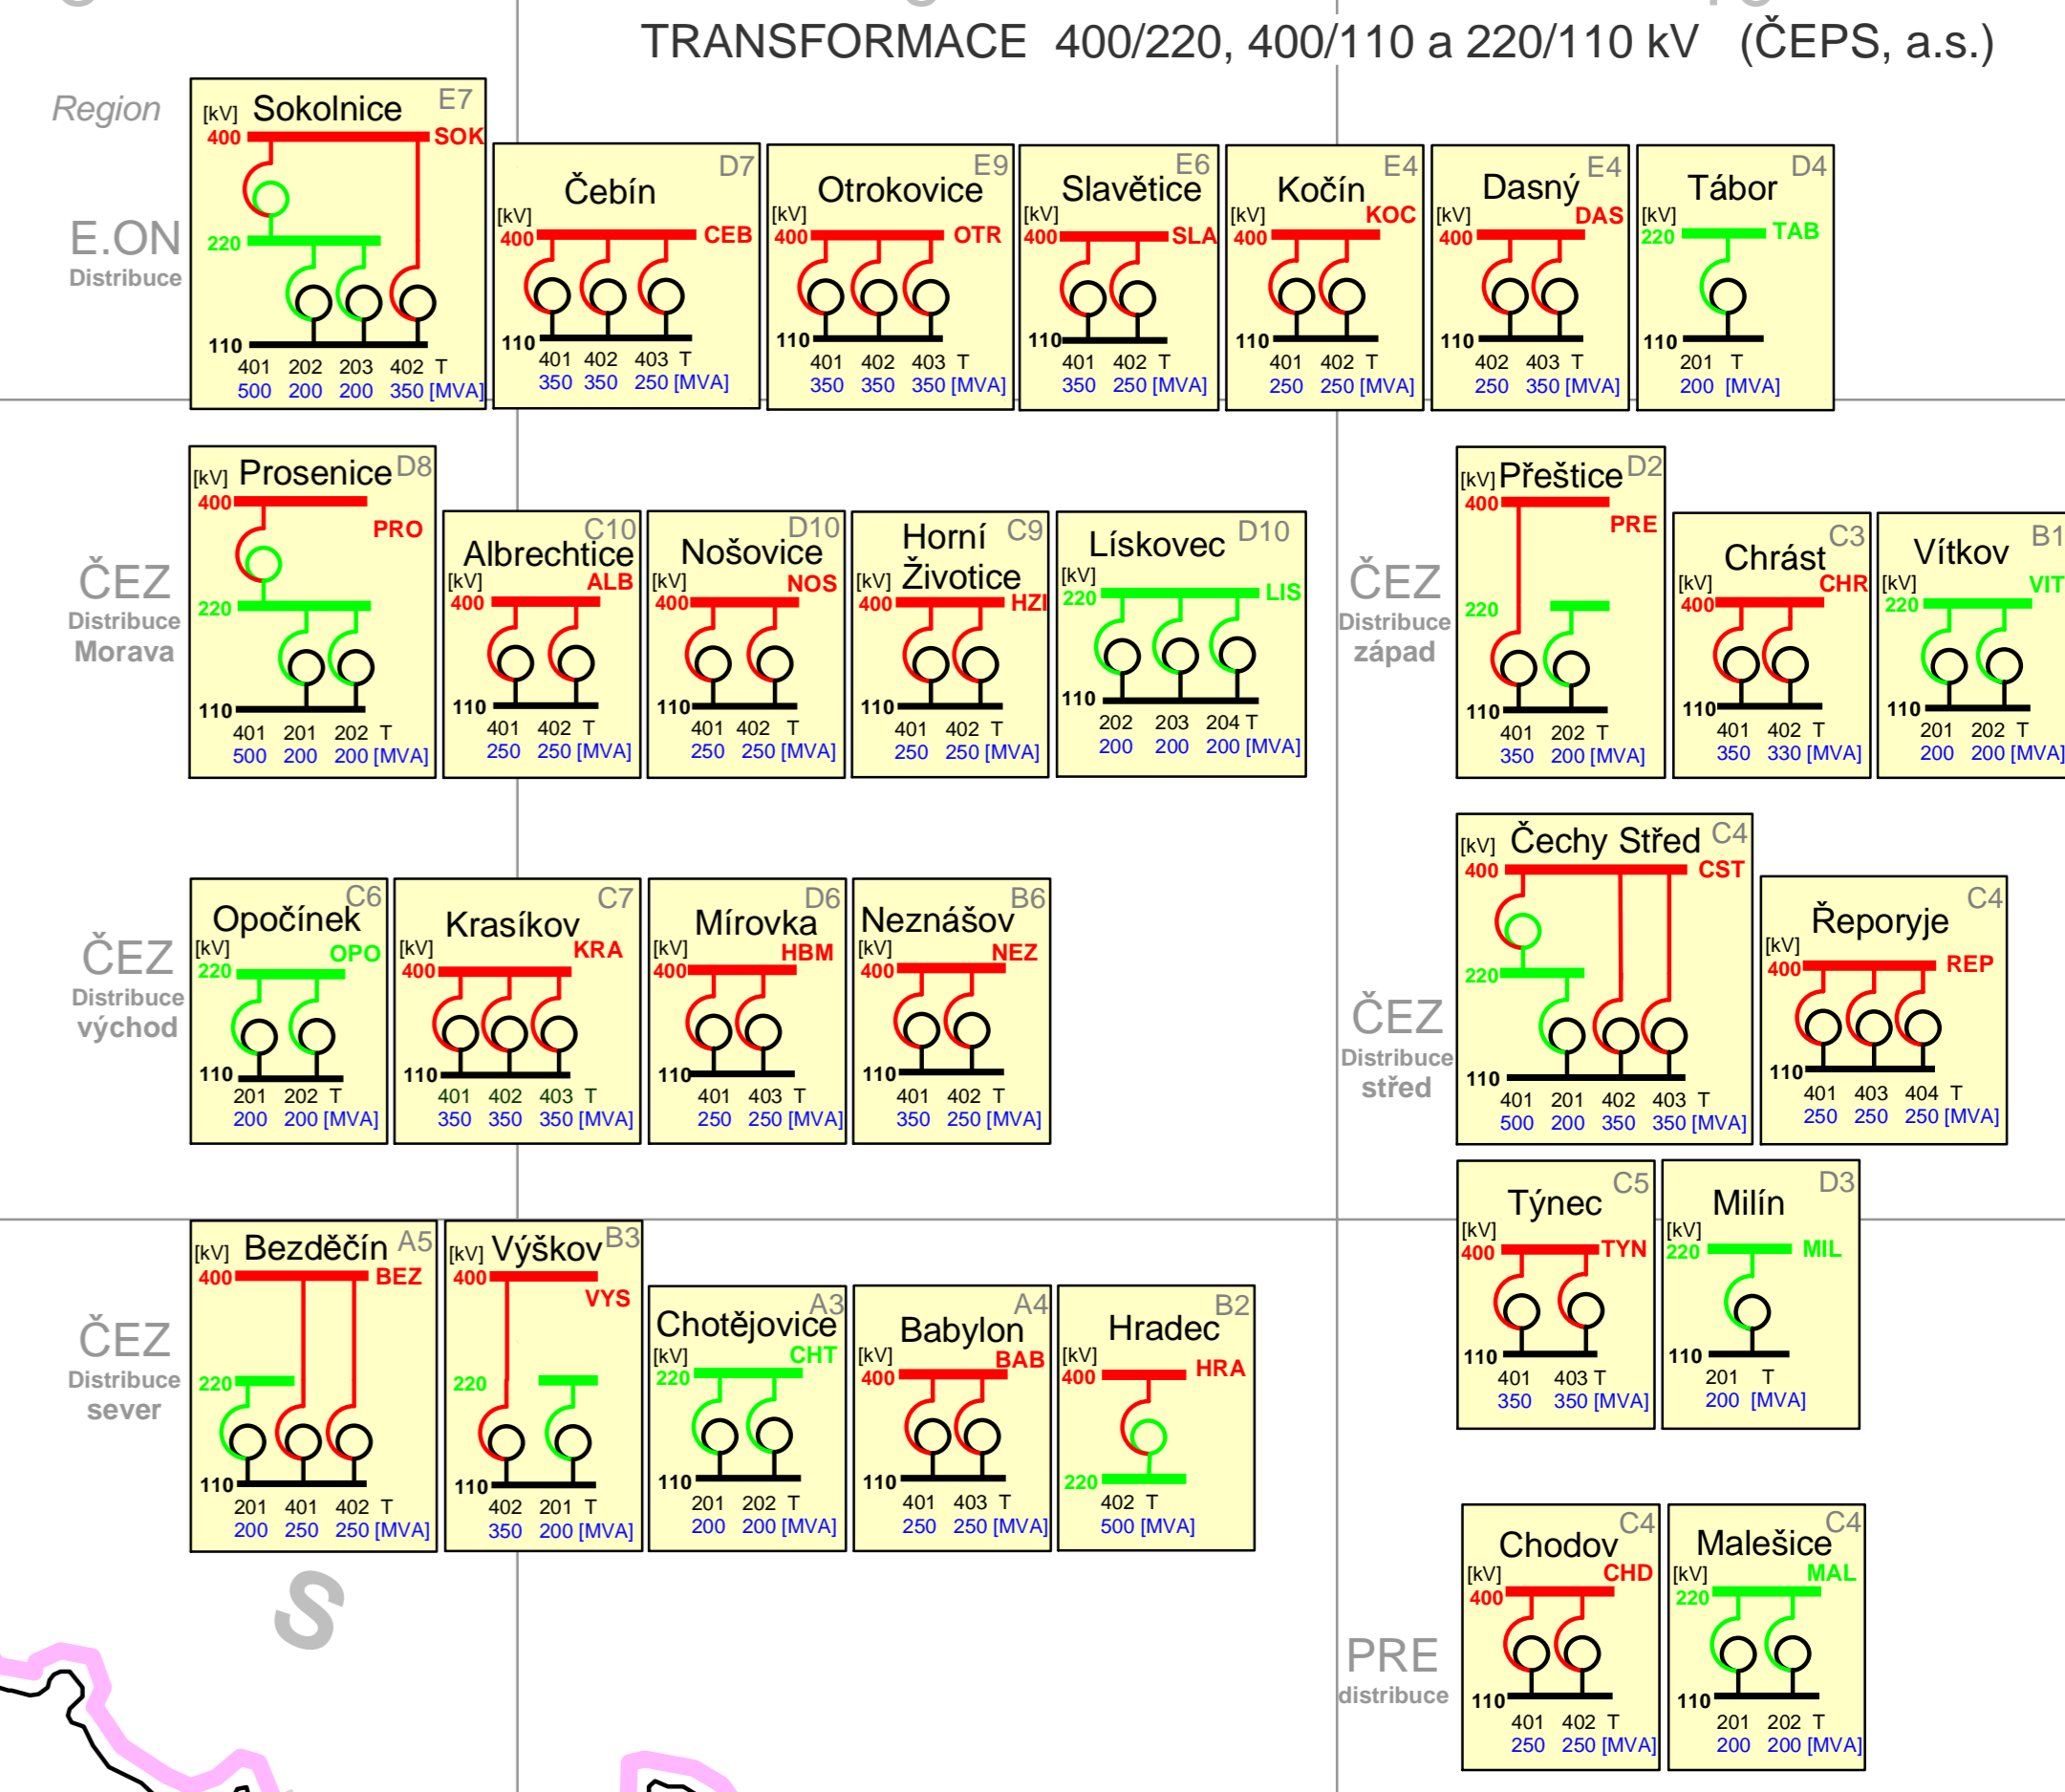 TRANSFORMACE 400/220, 400/110 a 220/110 kV (ČEPS, a.s.)
Region
E.ON
Distribuce
Sokolnice E7
[kV]
400 SOK
220
110
401 202 203 402 T
500 200 200 350 [MVA]
Čebín D7
[kV]
400 CEB
110
401 402 403 T
350 350 250 [MVA]
Otrokovice E9
[kV]
400 OTR
110
401 402 403 T
350 350 350 [MVA]
Slavětice E6
[kV]
400 SLA
110
401 402 T
350 250 [MVA]
Kočín E4
[kV] KOC
400
110
401 402 T
250 250 [MVA]
Dasný E4
[kV] DAS
400
110
402 403 T
250 350 [MVA]
Tábor D4
[kV]
220 TAB
110
201 T
200 [MVA]
ČEZ
Distribuce
Morava
[kV] Prosenice D8
400
PRO
220
110
401 201 202 T
500 200 200 [MVA]
C10
Albrechtice
[kV] ALB
400
110
401 402 T
250 250 [MVA]
D10
Nošovice
[kV] NOS
400
110
401 402 T
250 250 [MVA]
Horní C9
Životice
[kV]
400 HZI
110
401 402 T
250 250 [MVA]
Lískovec D10
[kV]
220 LIS
110
202 203 204 T
200 200 200 [MVA]
ČEZ
Distribuce
západ
[kV] Přeštice D2
400
PRE
220
110
401 202 T
350 200 [MVA]
C3
Chrást
[kV] CHR
400
110
401 402 T
350 330 [MVA]
Vítkov B1
[kV] VIT
220
110
201 202 T
200 200 [MVA]
ČEZ
Distribuce
východ
C6
Opočínek
[kV] OPO
220
110
201 202 T
200 200 [MVA]
C7
Krasíkov
[kV] KRA
400
110
401 402 403 T
350 350 350 [MVA]
D6
Mírovka
[kV] HBM
400
110
401 403 T
250 250 [MVA]
B6
Neznášov
[kV] NEZ
400
110
401 402 T
350 250 [MVA]
ČEZ
Distribuce
střed
[kV] Čechy Střed C4
400 CST
220
110
401 201 402 403 T
500 200 350 350 [MVA]
C4
Řeporyje
[kV]
400 REP
110
401 403 404 T
250 250 250 [MVA]
C5
Týnec
[kV]
400 TYN
110
401 403 T
350 350 [MVA]
D3
Milín
[kV]
220 MIL
110
201 T
200 [MVA]
ČEZ
Distribuce
sever
[kV] Bezděčín A5
400 BEZ
220
110
201 401 402 T
200 250 250 [MVA]
[kV] Výškov B3
400
VYS
220
110
402 201 T
350 200 [MVA]
A3
Chotějovice
[kV] CHT
220
110
201 202 T
200 200 [MVA]
A4
Babylon
[kV] BAB
400
110
401 403 T
250 250 [MVA]
B2
Hradec
[kV] HRA
400
220
402 T
500 [MVA]
PRE
distribuce
C4
Chodov
[kV] CHD
400
110
401 402 T
250 250 [MVA]
C4
Malešice
[kV] MAL
220
110
201 202 T
200 200 [MVA]
S